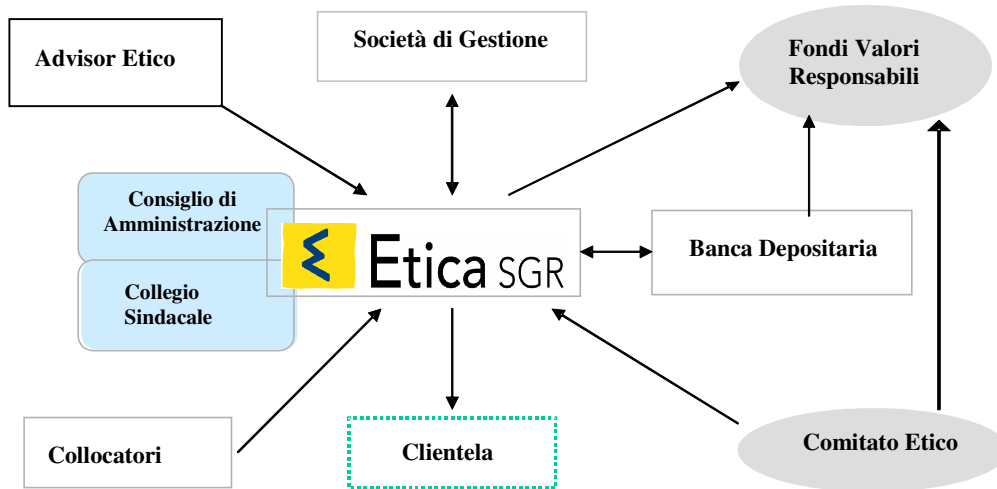 Advisor Etico
Società di Gestione
Fondi Valori
Responsabili
Consiglio di
Amministrazione
Etica SGR
Banca Depositaria
Collegio
Sindacale
Collocatori
Clientela
Comitato Etico